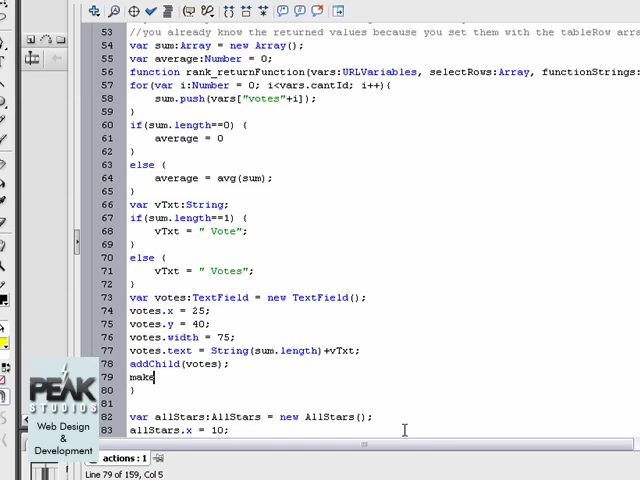 53 //you already know the returned values because you set them with the tableRow arra
54 var sum:Array = new Array();
55 var average:Number = 0;
56 function rank_returnFunction(vars:URLVariables, selectRows:Array, functionStrings:
57 for(var i:Number = 0; i<vars.cantId; i++){
58 sum.push(vars["votes"+i]);
59 }
60 if(sum.length==0) {
61 average = 0
62 }
63 else {
64 average = avg(sum);
65 }
66 var vTxt:String;
67 if(sum.length==1) {
68 vTxt = " Vote";
69 }
70 else {
71 vTxt = " Votes";
72 }
73 var votes:TextField = new TextField();
74 votes.x = 25;
75 votes.y = 40;
76 votes.width = 75;
77 votes.text = String(sum.length)+vTxt;
78 addChild(votes);
79 make
80 }
81
82 var allStars:AllStars = new AllStars();
83 allStars.x = 10;
PEAK
STUDIOS
Web Design
&
Development
actions : 1
Line 79 of 159, Col 5